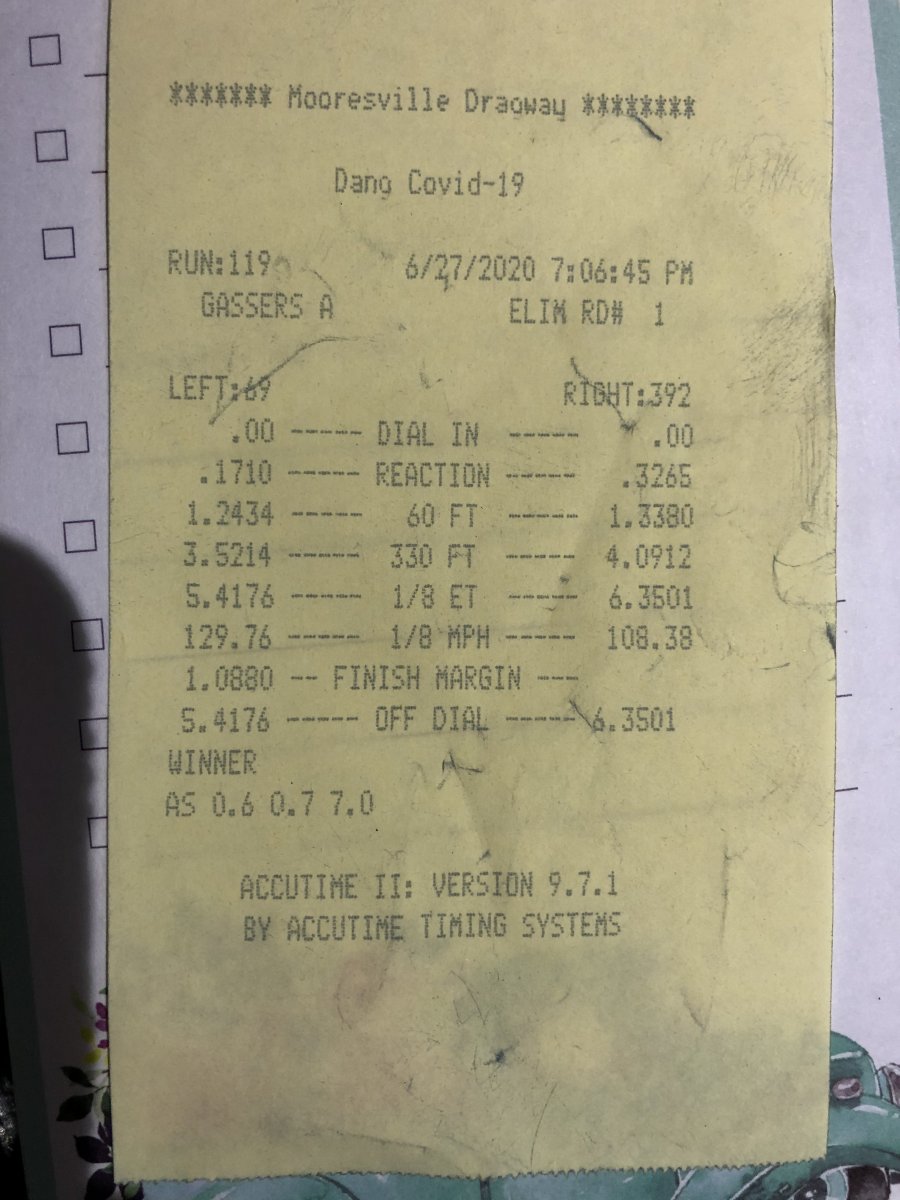 ******* Mooresville Dragway ********
Dang Covid-19
RUN:119 6/27/2020 7:06:45 PM
GASSERS A ELIM RD# 1
LEFT:69 RIGHT:392
.00 ----- DIAL IN ----- .00
.1710 ----- REACTION ----- .3265
1.2434 ----- 60 FT ----- 1.3380
3.5214 ----- 330 FT ----- 4.0912
5.4176 ----- 1/8 ET ----- 6.3501
129.76 ----- 1/8 MPH ----- 108.38
1.0880 -- FINISH MARGIN ---
5.4176 ----- OFF DIAL ----- 6.3501
WINNER
AS 0.6 0.7 7.0
ACCUTIME II: VERSION 9.7.1
BY ACCUTIME TIMING SYSTEMS